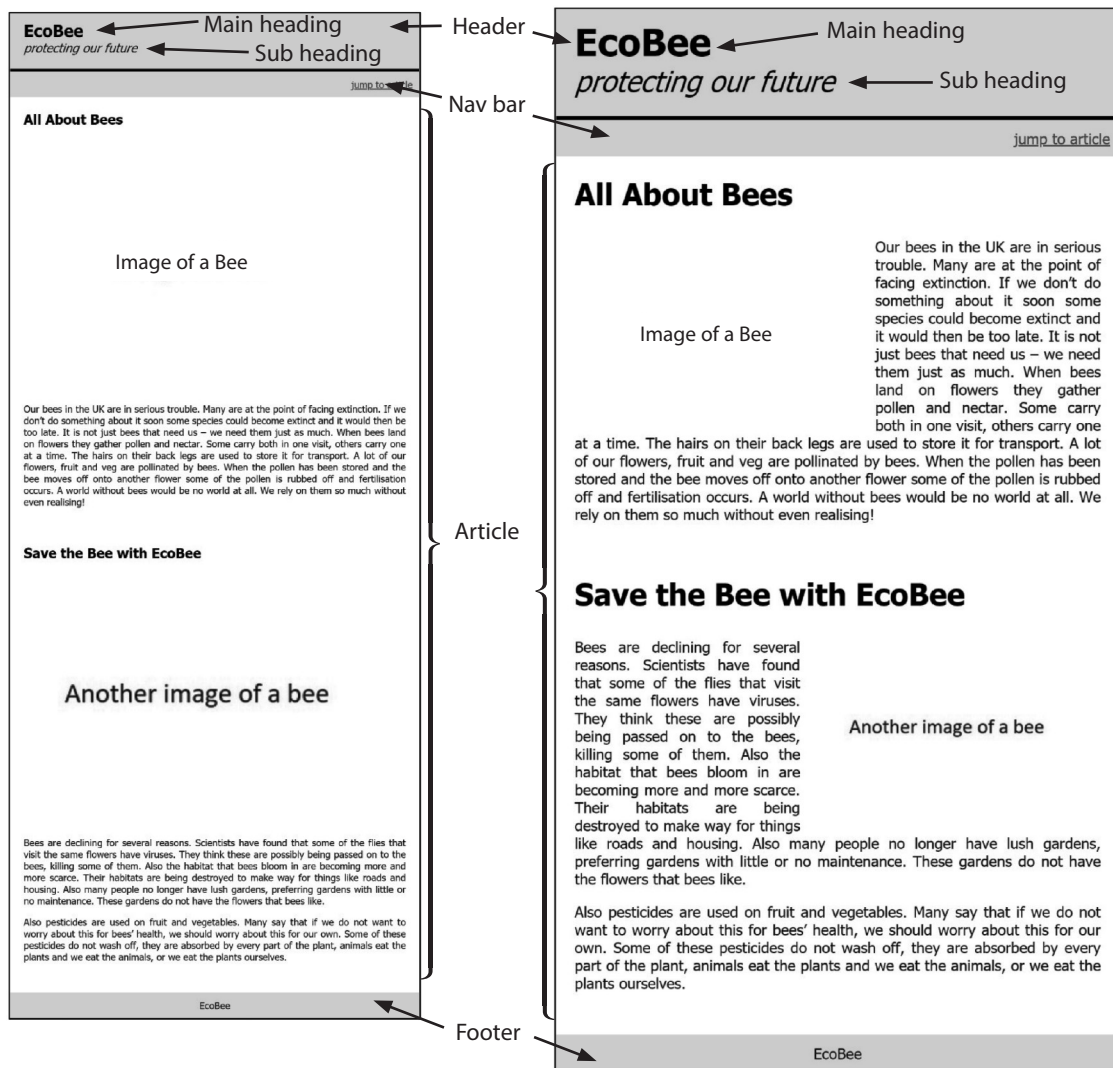 EcoBee
Main heading
protecting our future
Sub heading
jump to article
All About Bees
Image of a Bee
Our bees in the UK are in serious trouble. Many are at the point of facing extinction. If we
don't do something about it soon some species could become extinct and it would then be
too late. It is not just bees that need us – we need them just as much. When bees land
on flowers they gather pollen and nectar. Some carry both in one visit, others carry one
at a time. The hairs on their back legs are used to store it for transport. A lot of our
flowers, fruit and veg are pollinated by bees. When the pollen has been stored and the
bee moves off onto another flower some of the pollen is rubbed off and fertilisation
occurs. A world without bees would be no world at all. We rely on them so much without
even realising!
Save the Bee with EcoBee
Another image of a bee
Bees are declining for several reasons. Scientists have found that some of the flies that
visit the same flowers have viruses. They think these are possibly being passed on to the
bees, killing some of them. Also the habitat that bees bloom in are becoming more and
more scarce. Their habitats are being destroyed to make way for things like roads and
housing. Also many people no longer have lush gardens, preferring gardens with little or
no maintenance. These gardens do not have the flowers that bees like.
Also pesticides are used on fruit and vegetables. Many say that if we do not want to
worry about this for bees' health, we should worry about this for our own. Some of these
pesticides do not wash off, they are absorbed by every part of the plant, animals eat the
plants and we eat the animals, or we eat the plants ourselves.
EcoBee
Header
Nav bar
Article
Footer
EcoBee
Main heading
protecting our future
Sub heading
jump to article
All About Bees
Image of a Bee
Our bees in the UK are in serious
trouble. Many are at the point of
facing extinction. If we don't do
something about it soon some
species could become extinct and
it would then be too late. It is not
just bees that need us – we need
them just as much. When bees
land on flowers they gather
pollen and nectar. Some carry
both in one visit, others carry one
at a time. The hairs on their back legs are used to store it for transport. A lot
of our flowers, fruit and veg are pollinated by bees. When the pollen has been
stored and the bee moves off onto another flower some of the pollen is rubbed
off and fertilisation occurs. A world without bees would be no world at all. We
rely on them so much without even realising!
Save the Bee with EcoBee
Bees are declining for several
reasons. Scientists have found
that some of the flies that visit
the same flowers have viruses.
They think these are possibly
being passed on to the bees,
killing some of them. Also the
habitat that bees bloom in are
becoming more and more scarce.
Their habitats are being
destroyed to make way for things
Another image of a bee
like roads and housing. Also many people no longer have lush gardens,
preferring gardens with little or no maintenance. These gardens do not have
the flowers that bees like.
Also pesticides are used on fruit and vegetables. Many say that if we do not
want to worry about this for bees' health, we should worry about this for our
own. Some of these pesticides do not wash off, they are absorbed by every
part of the plant, animals eat the plants and we eat the animals, or we eat the
plants ourselves.
EcoBee